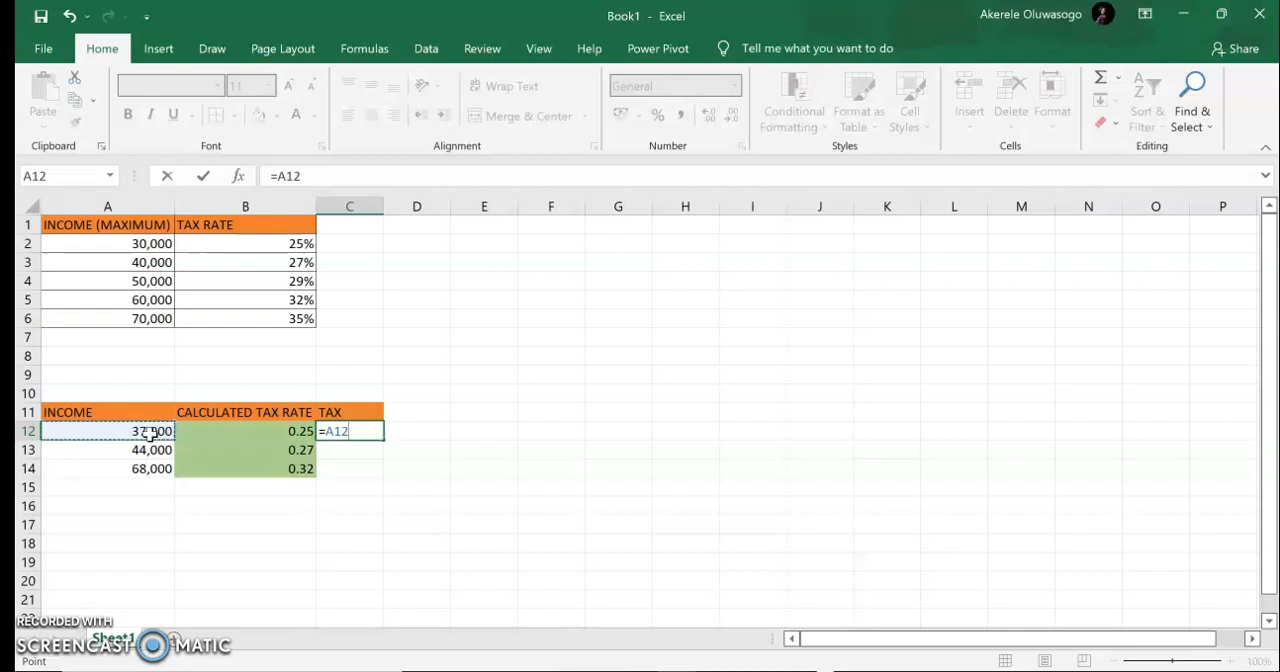 Book1 - Excel
Akerele Oluwasogo
File Home Insert Draw Page Layout Formulas Data Review View Help Power Pivot Tell me what you want to do Share
Paste
11
Wrap Text
Merge & Center
General
Conditional Formatting
Format as Table
Cell Styles
Insert Delete Format
Sort & Filter
Find & Select
Clipboard Font Alignment Number Styles Cells Editing
A12 fx =A12
A B C D E F G H I J K L M N O P
1 INCOME (MAXIMUM) TAX RATE
2 30,000 25%
3 40,000 27%
4 50,000 29%
5 60,000 32%
6 70,000 35%
7
8
9
10
11 INCOME CALCULATED TAX RATE TAX
12 0.25 =A12
13 44,000 0.27
14 68,000 0.32
15
16
17
18
19
20
21
RECORDED WITH
SCREENCAST MATIC
Sheet1
Point
100%